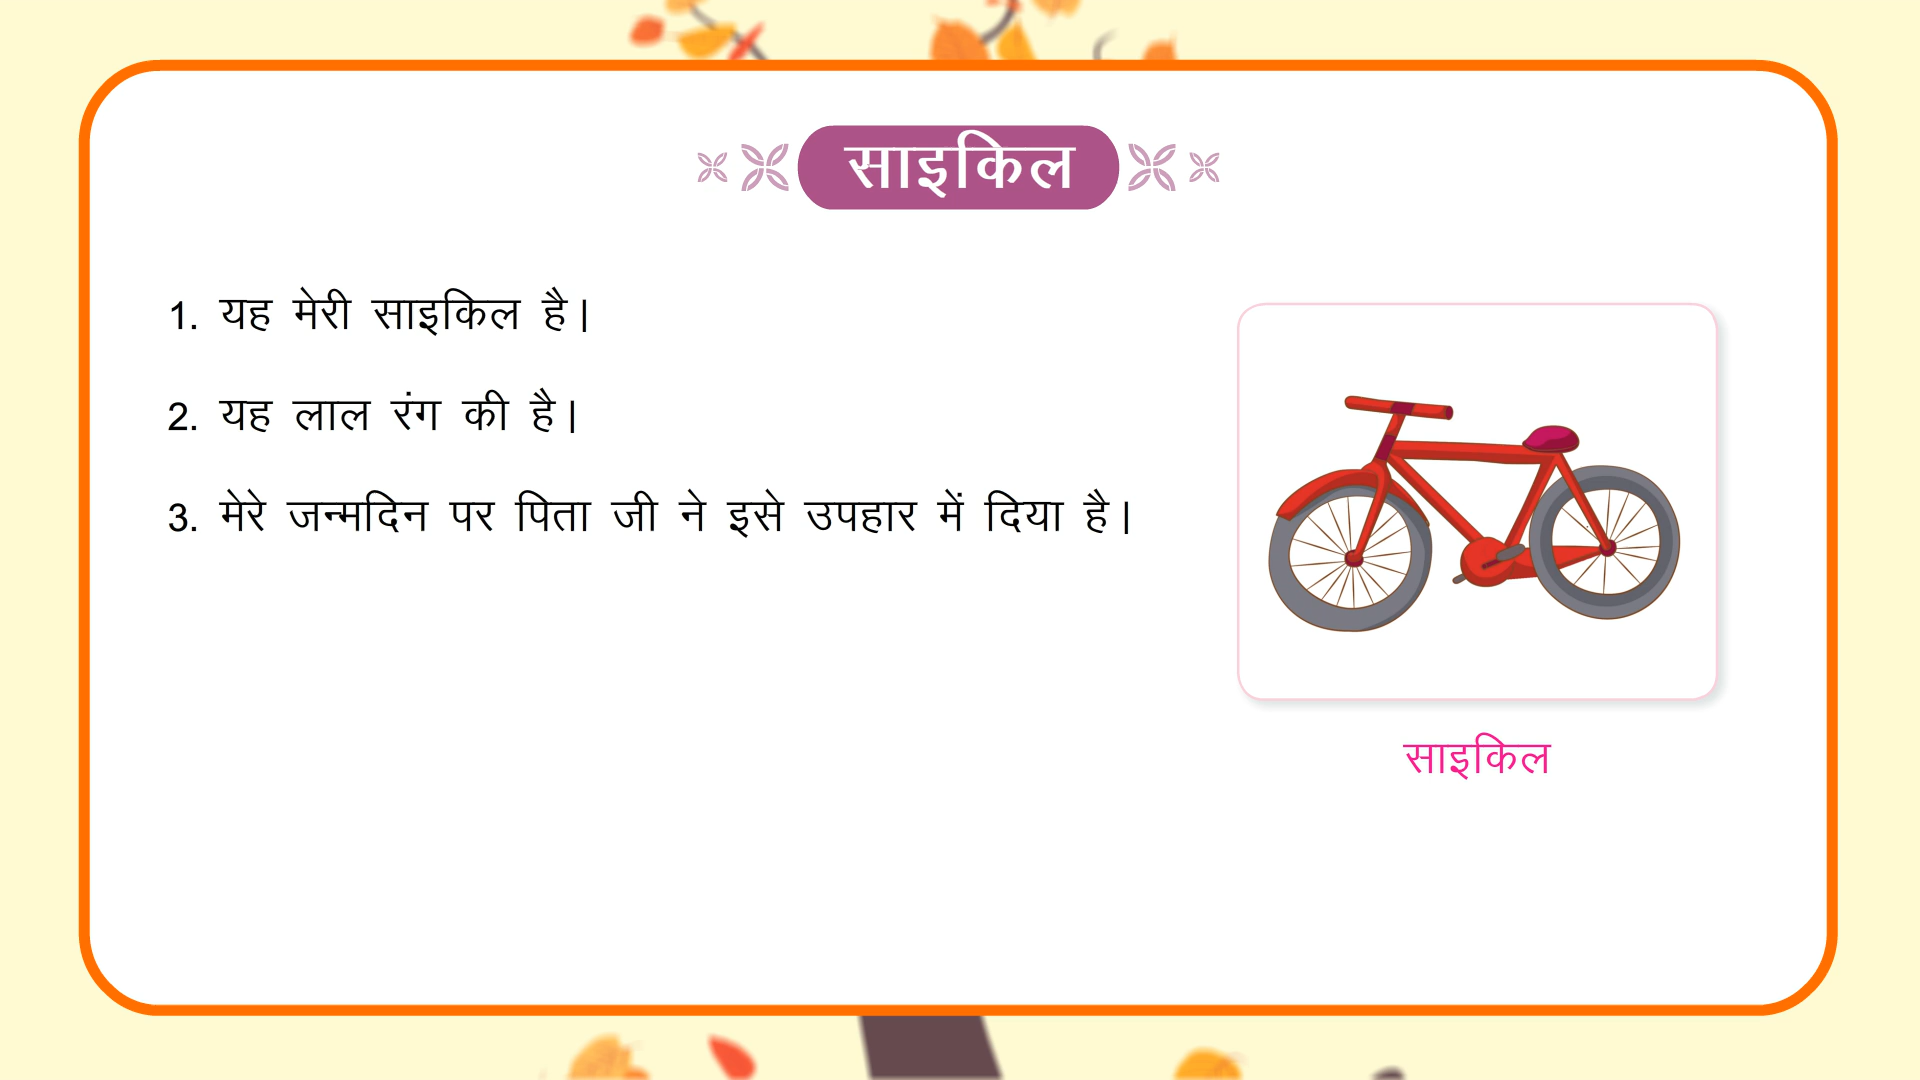 साइकिल
1. यह मेरी साइकिल है।
2. यह लाल रंग की है।
3. मेरे जन्मदिन पर पिता जी ने इसे उपहार में दिया है।
साइकिल